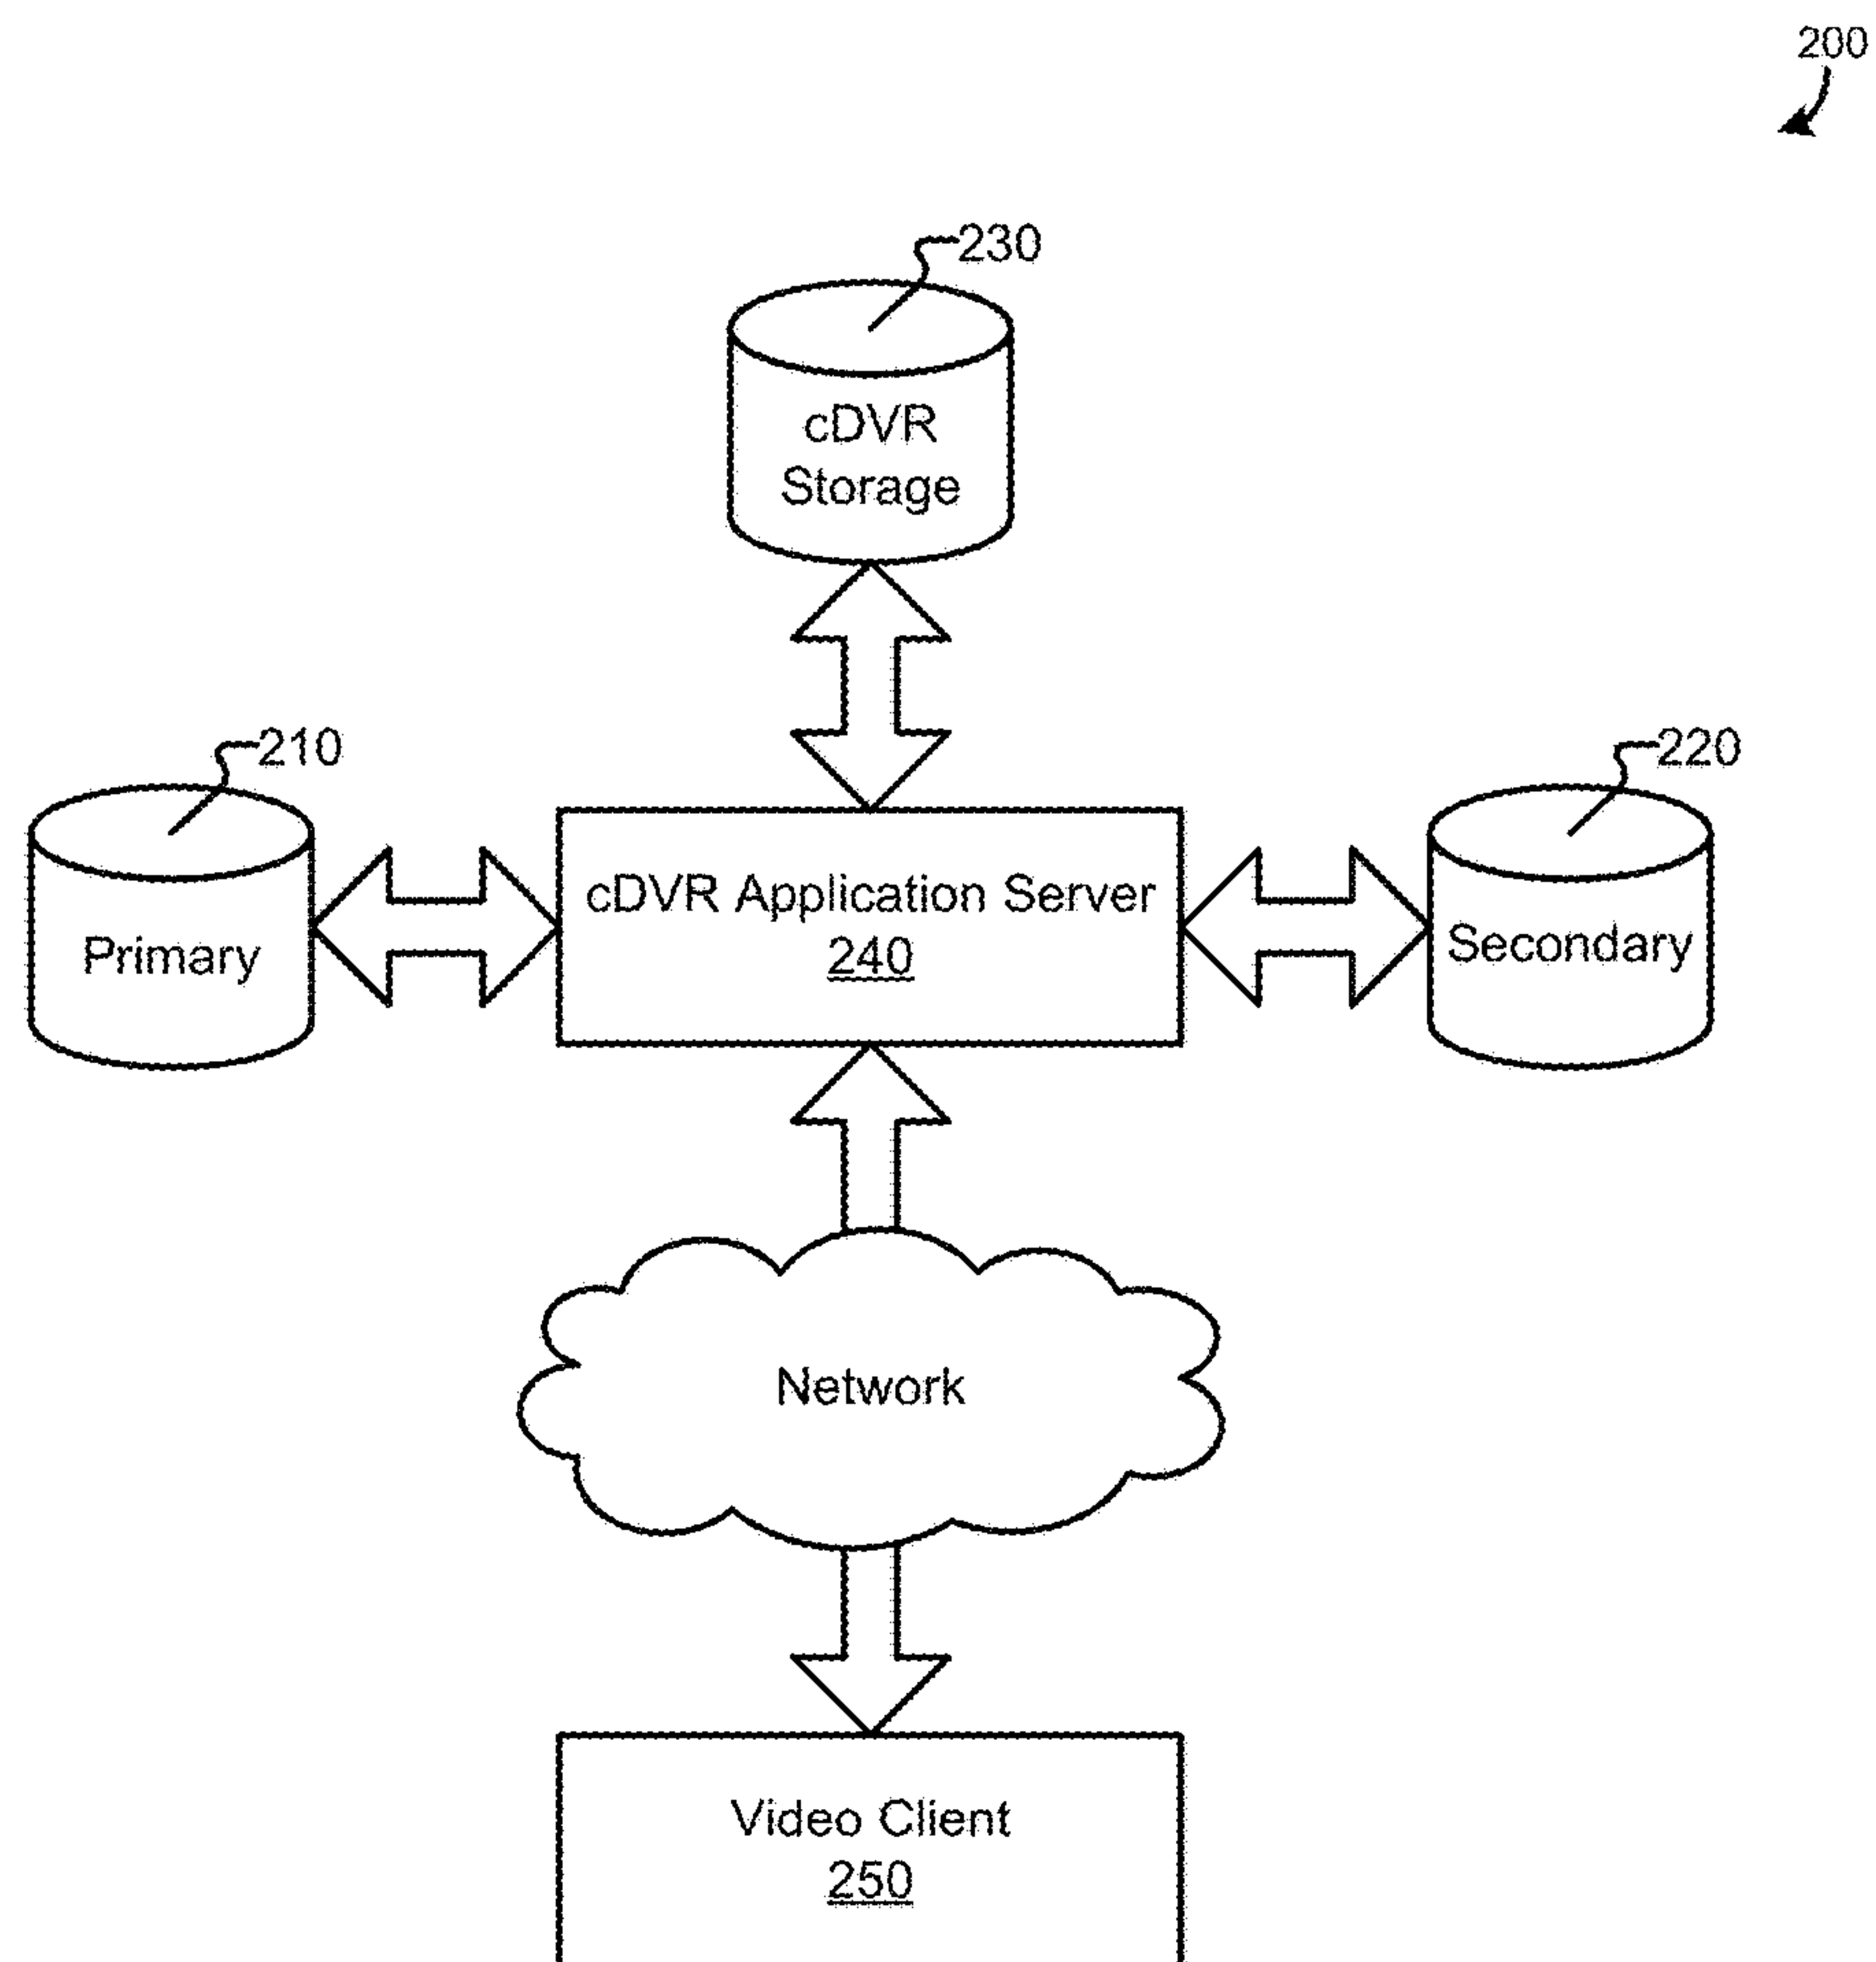 200
230
cDVR
Storage
210
220
cDVR Application Server
240
Primary
Secondary
Network
Video Client
250